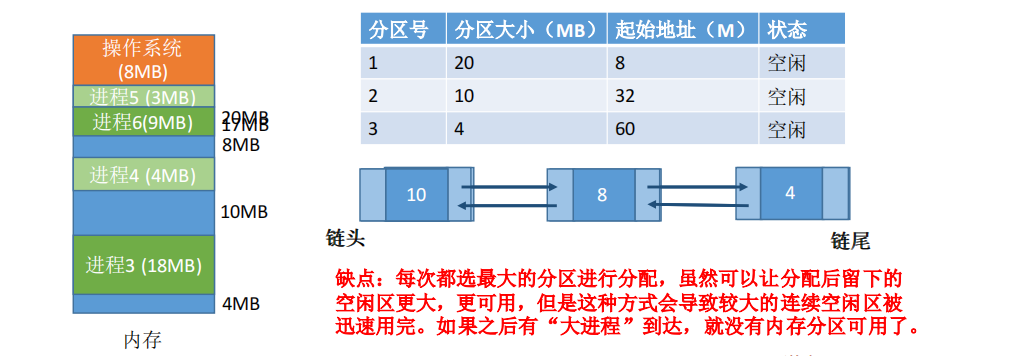 操作系统
(8MB)
进程5 (3MB)
进程6(9MB)
20MB
17MB
8MB
进程4 (4MB)
10MB
进程3 (18MB)
4MB
内存
分区号 分区大小（MB） 起始地址（M） 状态
1 20 8 空闲
2 10 32 空闲
3 4 60 空闲
10 8 4
链头 链尾
缺点：每次都选最大的分区进行分配，虽然可以让分配后留下的
空闲区更大，更可用，但是这种方式会导致较大的连续空闲区被
迅速用完。如果之后有“大进程”到达，就没有内存分区可用了。